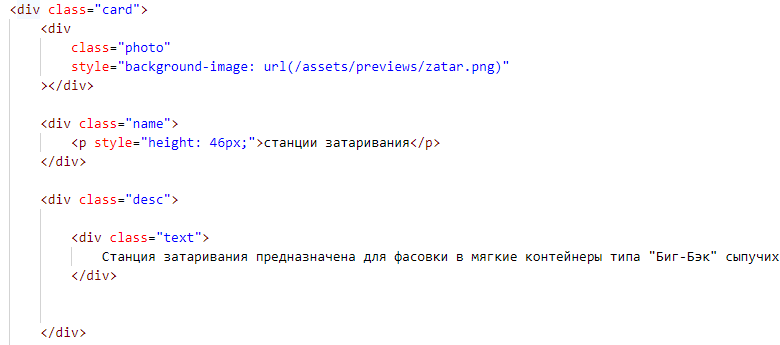 <div class="card">
<div
class="photo"
style="background-image: url(/assets/previews/zatar.png)"
></div>
<div class="name">
<p style="height: 46px;">станции затаривания</p>
</div>
<div class="desc">
<div class="text">
Станция затаривания предназначена для фасовки в мягкие контейнеры типа "Биг-Бэк" сыпучих
</div>
</div>